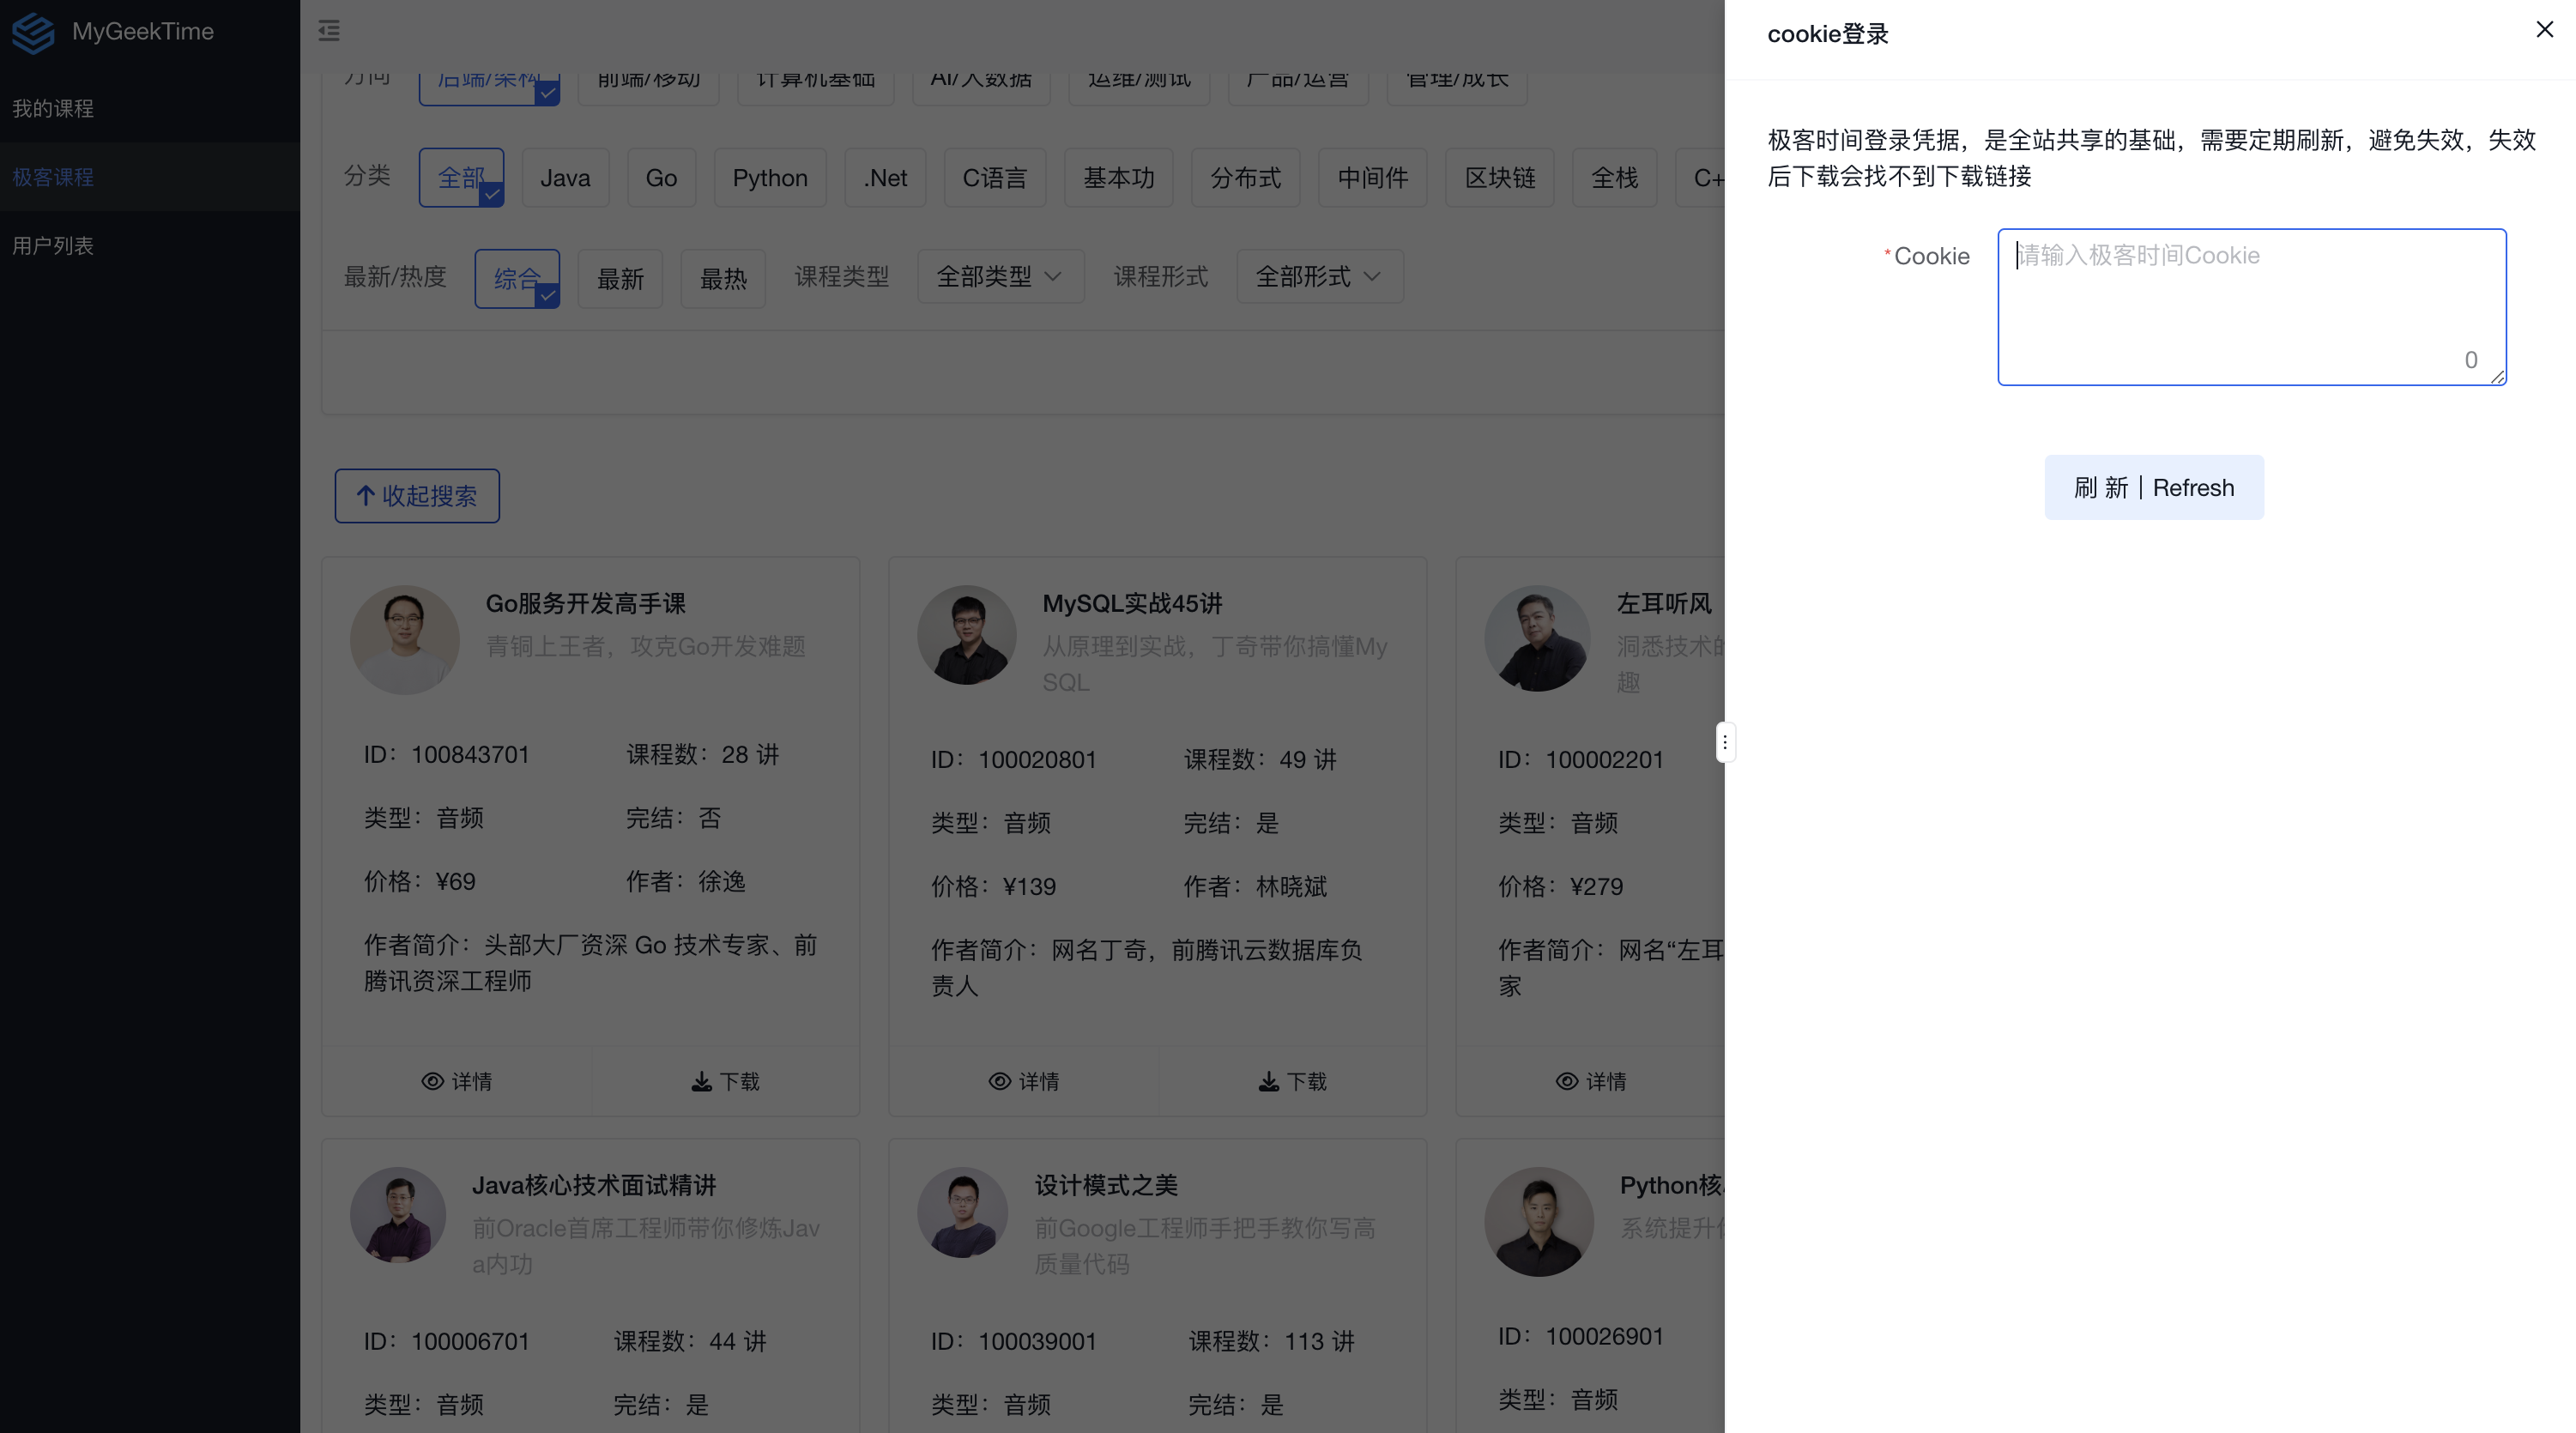 MyGeekTime
我的课程
极客课程
用户列表
方向 后端/架构 前端/移动 计算机基础 AI/大数据 运维/测试 产品/运营 管理/成长
分类 全部 Java Go Python .Net C语言 基本功 分布式 中间件 区块链 全栈 C+
最新/热度 综合 最新 最热 课程类型 全部类型 课程形式 全部形式
收起搜索
Go服务开发高手课
青铜上王者，攻克Go开发难题
ID：100843701 课程数：28 讲
类型：音频 完结：否
价格：¥69 作者：徐逸
作者简介：头部大厂资深 Go 技术专家、前
腾讯资深工程师
详情 下载
MySQL实战45讲
从原理到实战，丁奇带你搞懂My
SQL
ID：100020801 课程数：49 讲
类型：音频 完结：是
价格：¥139 作者：林晓斌
作者简介：网名丁奇，前腾讯云数据库负
责人
详情 下载
左耳听风
洞悉技术的
趣
ID：100002201
类型：音频
价格：¥279
作者简介：网名“左耳
家
详情
Java核心技术面试精讲
前Oracle首席工程师带你修炼Jav
a内功
ID：100006701 课程数：44 讲
类型：音频 完结：是
设计模式之美
前Google工程师手把手教你写高
质量代码
ID：100039001 课程数：113 讲
类型：音频 完结：是
Python核
系统提升
ID：100026901
类型：音频
cookie登录
极客时间登录凭据，是全站共享的基础，需要定期刷新，避免失效，失效
后下载会找不到下载链接
*Cookie 请输入极客时间Cookie
0
刷 新 | Refresh